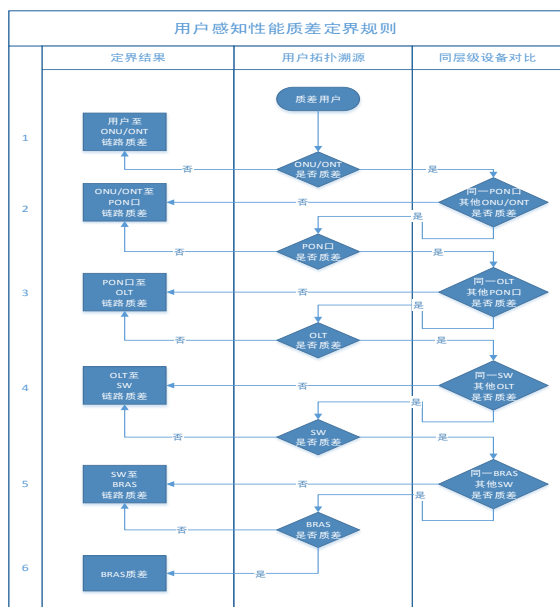 用户感知性能质差定界规则
定界结果
用户拓扑溯源
同层级设备对比
质差用户
1
用户至
ONU/ONT
链路质差
否
ONU/ONT
是否质差
是
2
ONU/ONT至
PON口
链路质差
否
同一PON口
其他ONU/ONT
是否质差
是
否
PON口
是否质差
是
3
PON口至
OLT
链路质差
否
同一OLT
其他PON口
是否质差
是
否
OLT
是否质差
是
4
OLT至
SW
链路质差
否
同一SW
其他OLT
是否质差
是
否
SW
是否质差
是
5
SW至
BRAS
链路质差
否
同一BRAS
其他SW
是否质差
是
否
BRAS
是否质差
6
BRAS质差
是